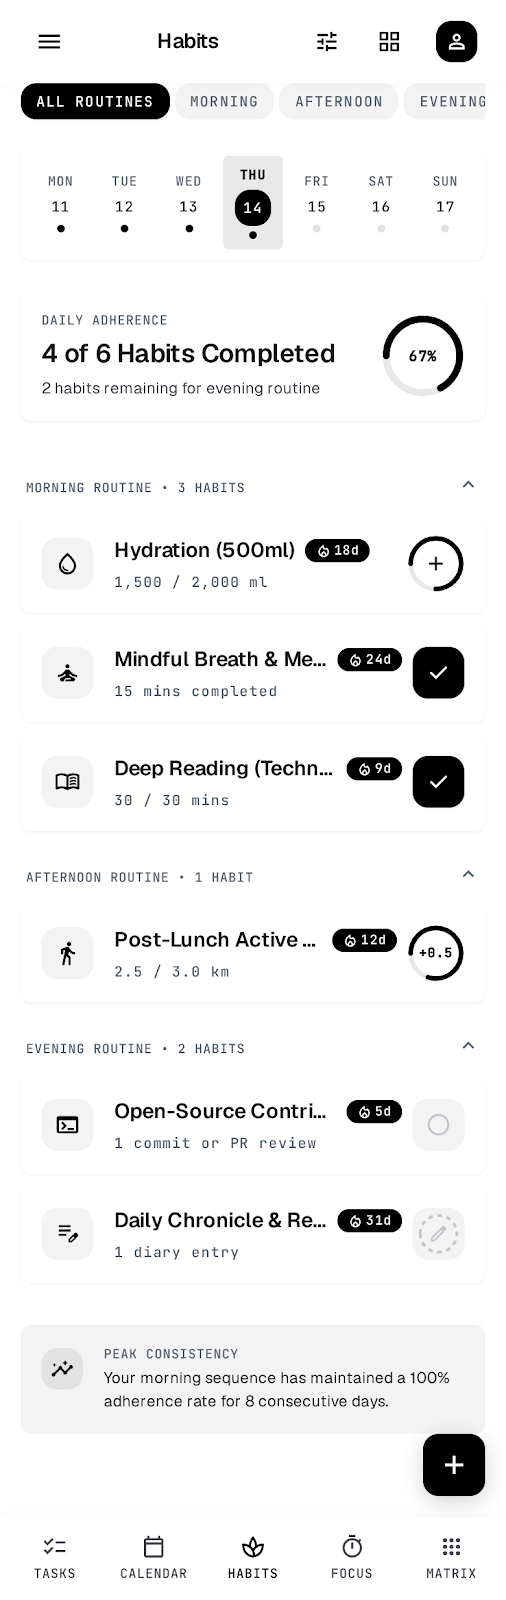 Habits
ALL ROUTINES
MORNING
AFTERNOON
EVENING
MON TUE WED THU FRI SAT SUN
11 12 13 14 15 16 17
DAILY ADHERENCE
4 of 6 Habits Completed
2 habits remaining for evening routine
67%
MORNING ROUTINE • 3 HABITS
Hydration (500ml) 18d
1,500 / 2,000 ml
+
Mindful Breath & Me... 24d
15 mins completed
Deep Reading (Techn... 9d
30 / 30 mins
AFTERNOON ROUTINE • 1 HABIT
Post-Lunch Active ... 12d
2.5 / 3.0 km
+0.5
EVENING ROUTINE • 2 HABITS
Open-Source Contri... 5d
1 commit or PR review
Daily Chronicle & Re... 31d
1 diary entry
PEAK CONSISTENCY
Your morning sequence has maintained a 100%
adherence rate for 8 consecutive days.
+
TASKS
CALENDAR
HABITS
FOCUS
MATRIX